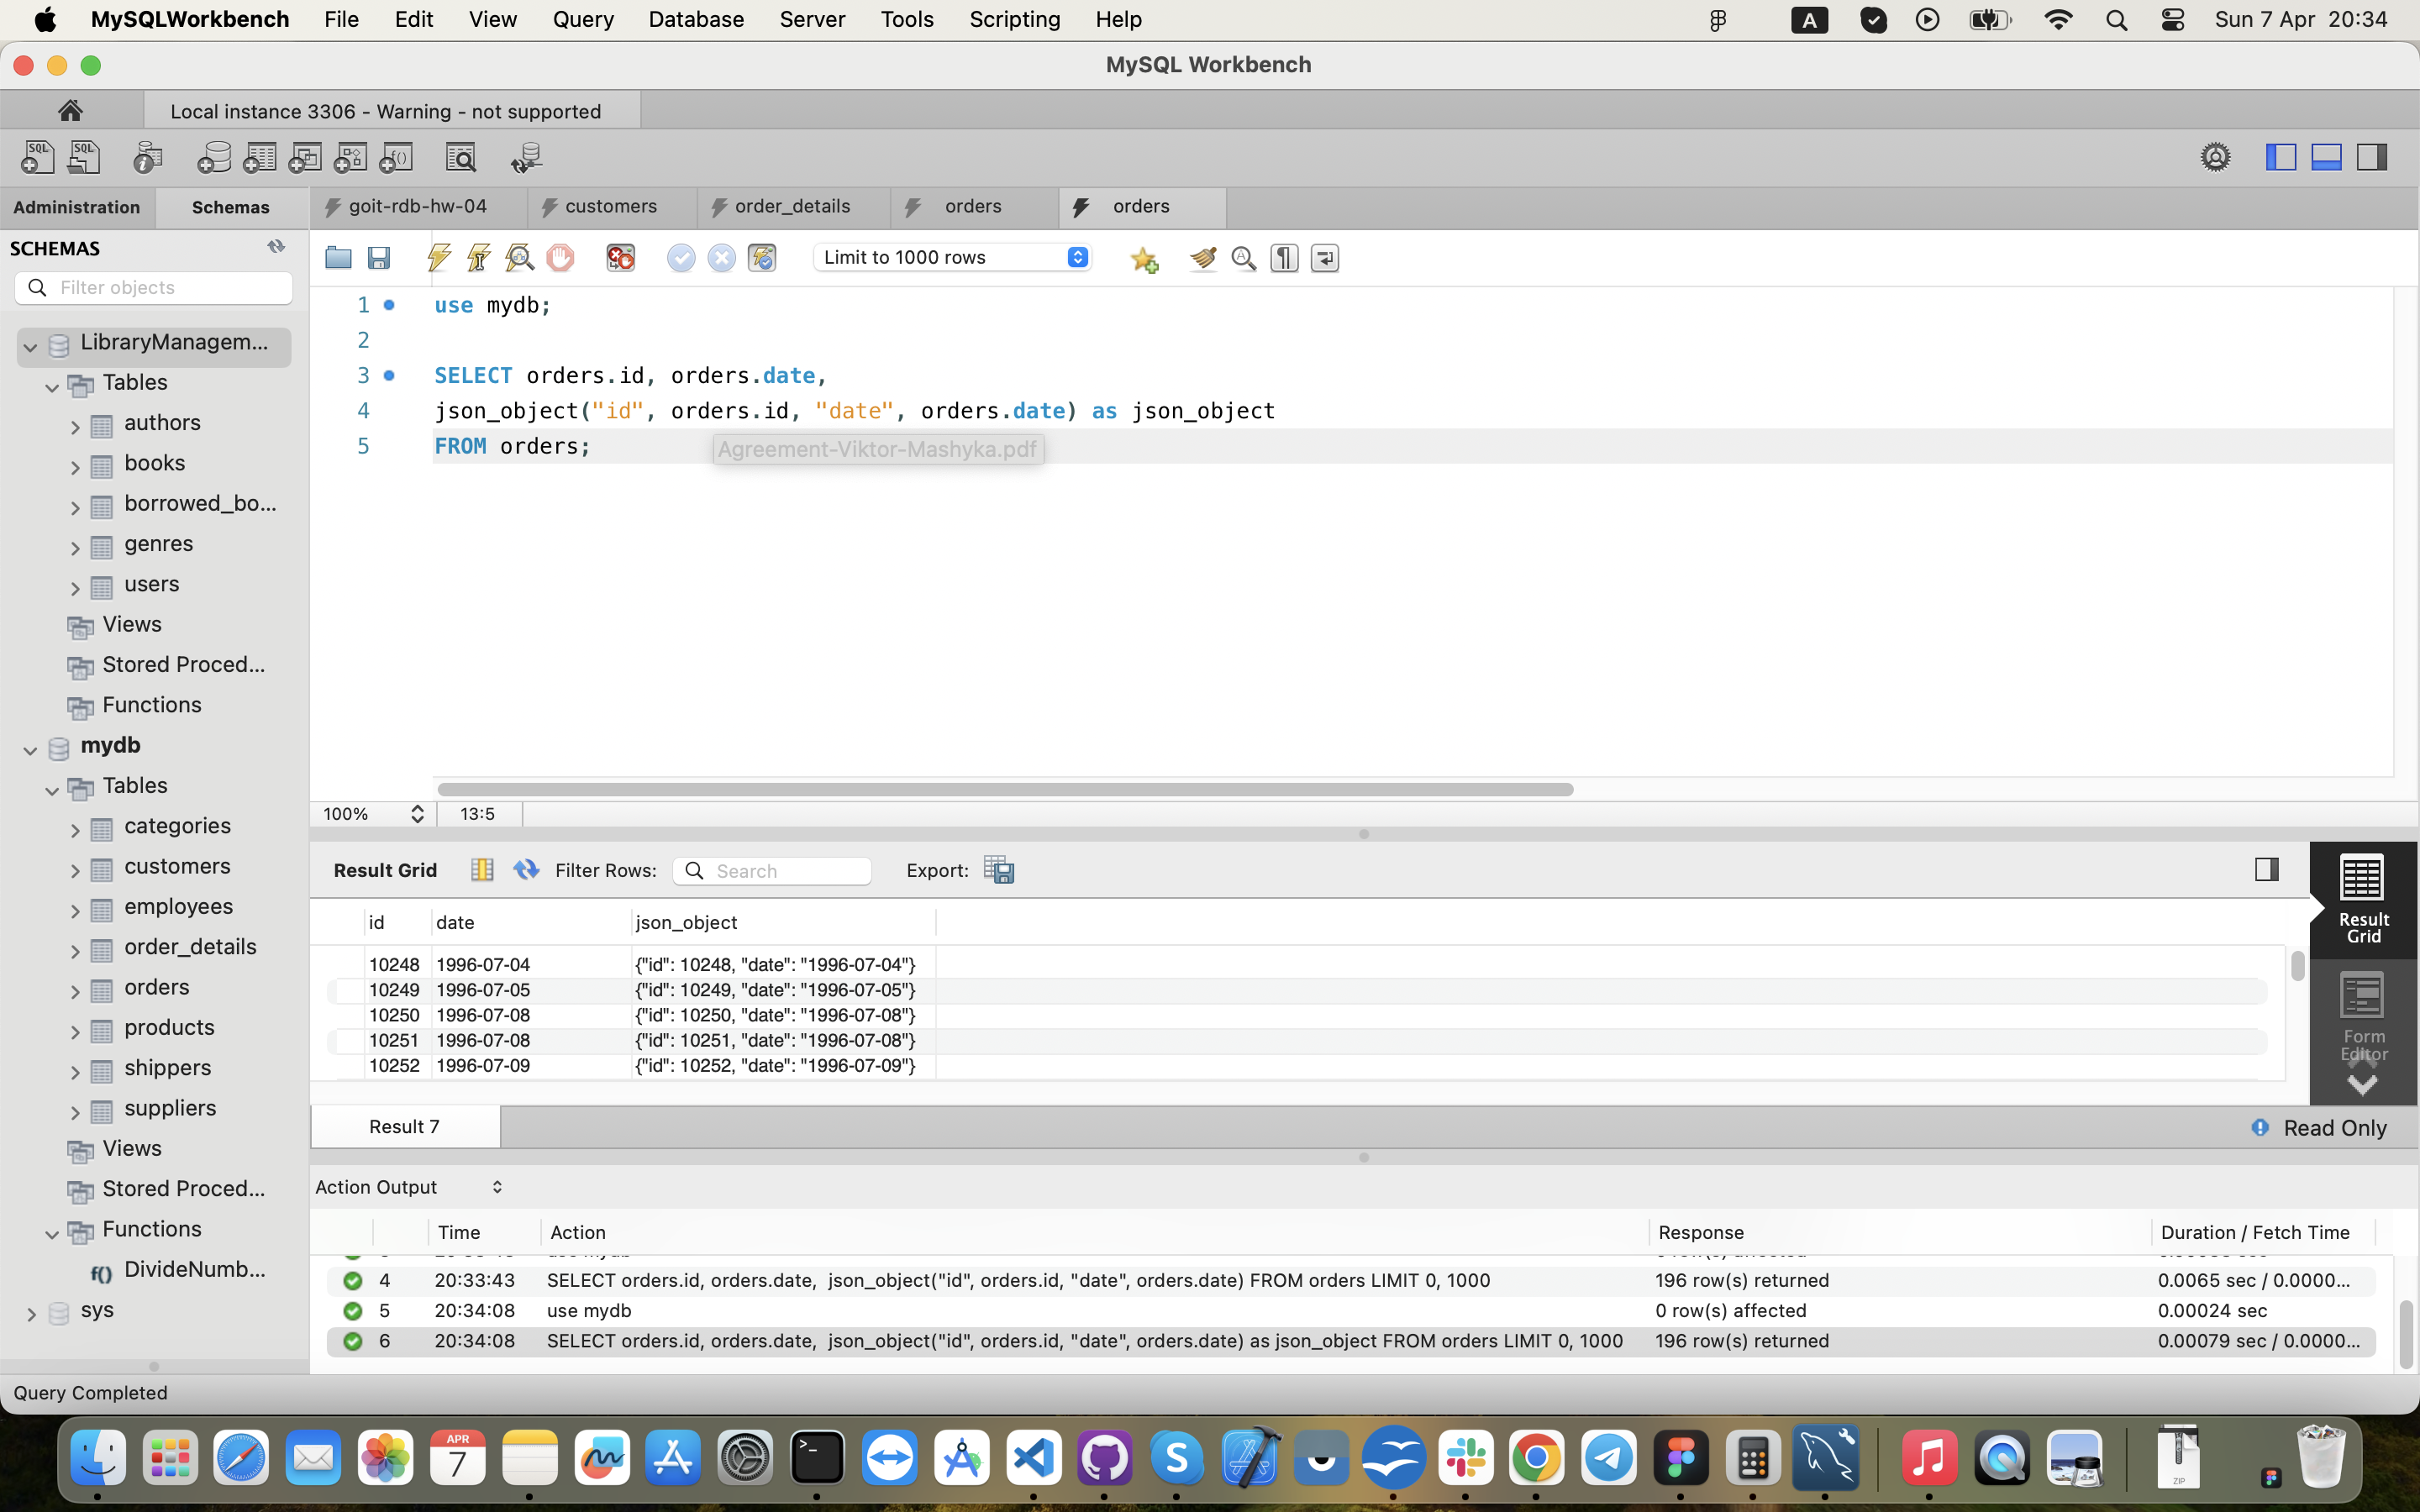 MySQLWorkbench File Edit View Query Database Server Tools Scripting Help A Sun 7 Apr 20:34
MySQL Workbench
Local instance 3306 - Warning - not supported
SQL SQL
Administration Schemas goit-rdb-hw-04 customers order_details orders orders
SCHEMAS
Limit to 1000 rows
Filter objects
LibraryManagem...
Tables
authors
books
borrowed_bo...
genres
users
Views
Stored Proced...
Functions
mydb
Tables
categories
customers
employees
order_details
orders
products
shippers
suppliers
Views
Stored Proced...
Functions
f() DivideNumb...
sys
1 use mydb;
2
3 SELECT orders.id, orders.date,
4 json_object("id", orders.id, "date", orders.date) as json_object
5 FROM orders;
Agreement-Viktor-Mashyka.pdf
100% 13:5
Result Grid Filter Rows: Search Export:
id date json_object
10248 1996-07-04 {"id": 10248, "date": "1996-07-04"}
10249 1996-07-05 {"id": 10249, "date": "1996-07-05"}
10250 1996-07-08 {"id": 10250, "date": "1996-07-08"}
10251 1996-07-08 {"id": 10251, "date": "1996-07-08"}
10252 1996-07-09 {"id": 10252, "date": "1996-07-09"}
Result
Grid
Form
Editor
Result 7 Read Only
Action Output
Time Action Response Duration / Fetch Time
4 20:33:43 SELECT orders.id, orders.date, json_object("id", orders.id, "date", orders.date) FROM orders LIMIT 0, 1000 196 row(s) returned 0.0065 sec / 0.0000...
5 20:34:08 use mydb 0 row(s) affected 0.00024 sec
6 20:34:08 SELECT orders.id, orders.date, json_object("id", orders.id, "date", orders.date) as json_object FROM orders LIMIT 0, 1000 196 row(s) returned 0.00079 sec / 0.0000...
Query Completed
APR
7
ZIP